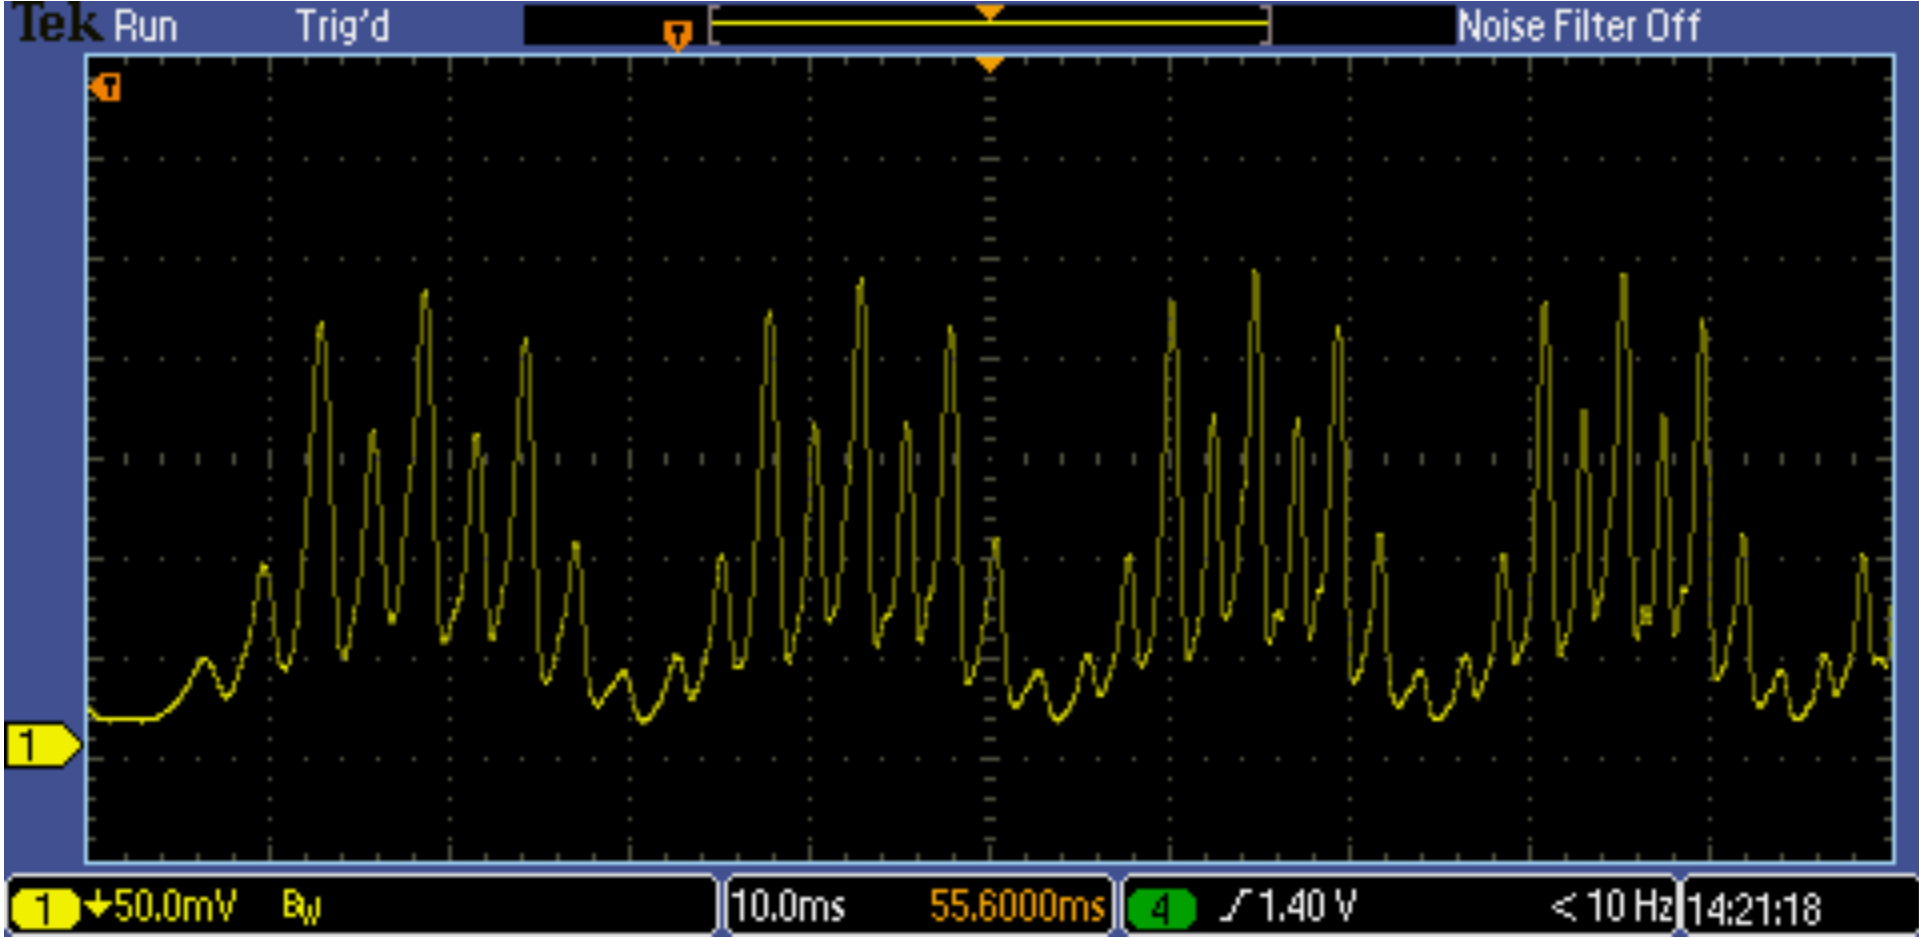 Tek Run Trig'd T Noise Filter Off
T
1
1 50.0mV BW 10.0ms 55.6000ms 4 1.40 V < 10 Hz 14:21:18